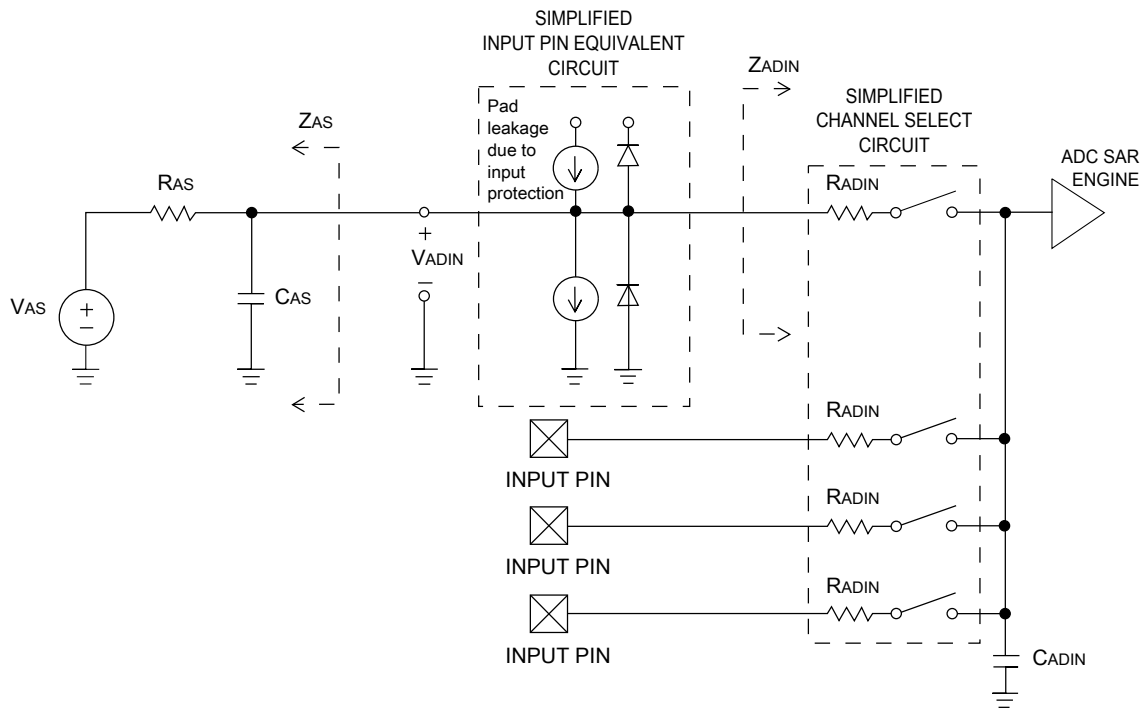 SIMPLIFIED
INPUT PIN EQUIVALENT
CIRCUIT
Pad
leakage
due to
input
protection
ZAS
ZADIN
SIMPLIFIED
CHANNEL SELECT
CIRCUIT
ADC SAR
ENGINE
RAS
RADIN
+
VADIN
–
VAS
+
–
CAS
RADIN
INPUT PIN
RADIN
INPUT PIN
RADIN
INPUT PIN
CADIN